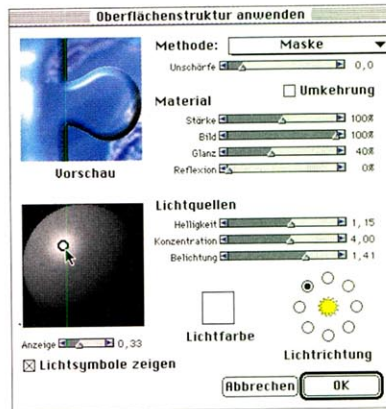 Oberflächenstruktur anwenden
Methode: Maske
Unschärfe 0,0
Umkehrung
Material
Stärke 100%
Bild 100%
Glanz 40%
Reflexion 0%
Vorschau
Lichtquellen
Helligkeit 1,15
Konzentration 4,00
Belichtung 1,41
Anzeige 0,33
Lichtsymbole zeigen
Lichtfarbe
Lichtrichtung
Abbrechen OK